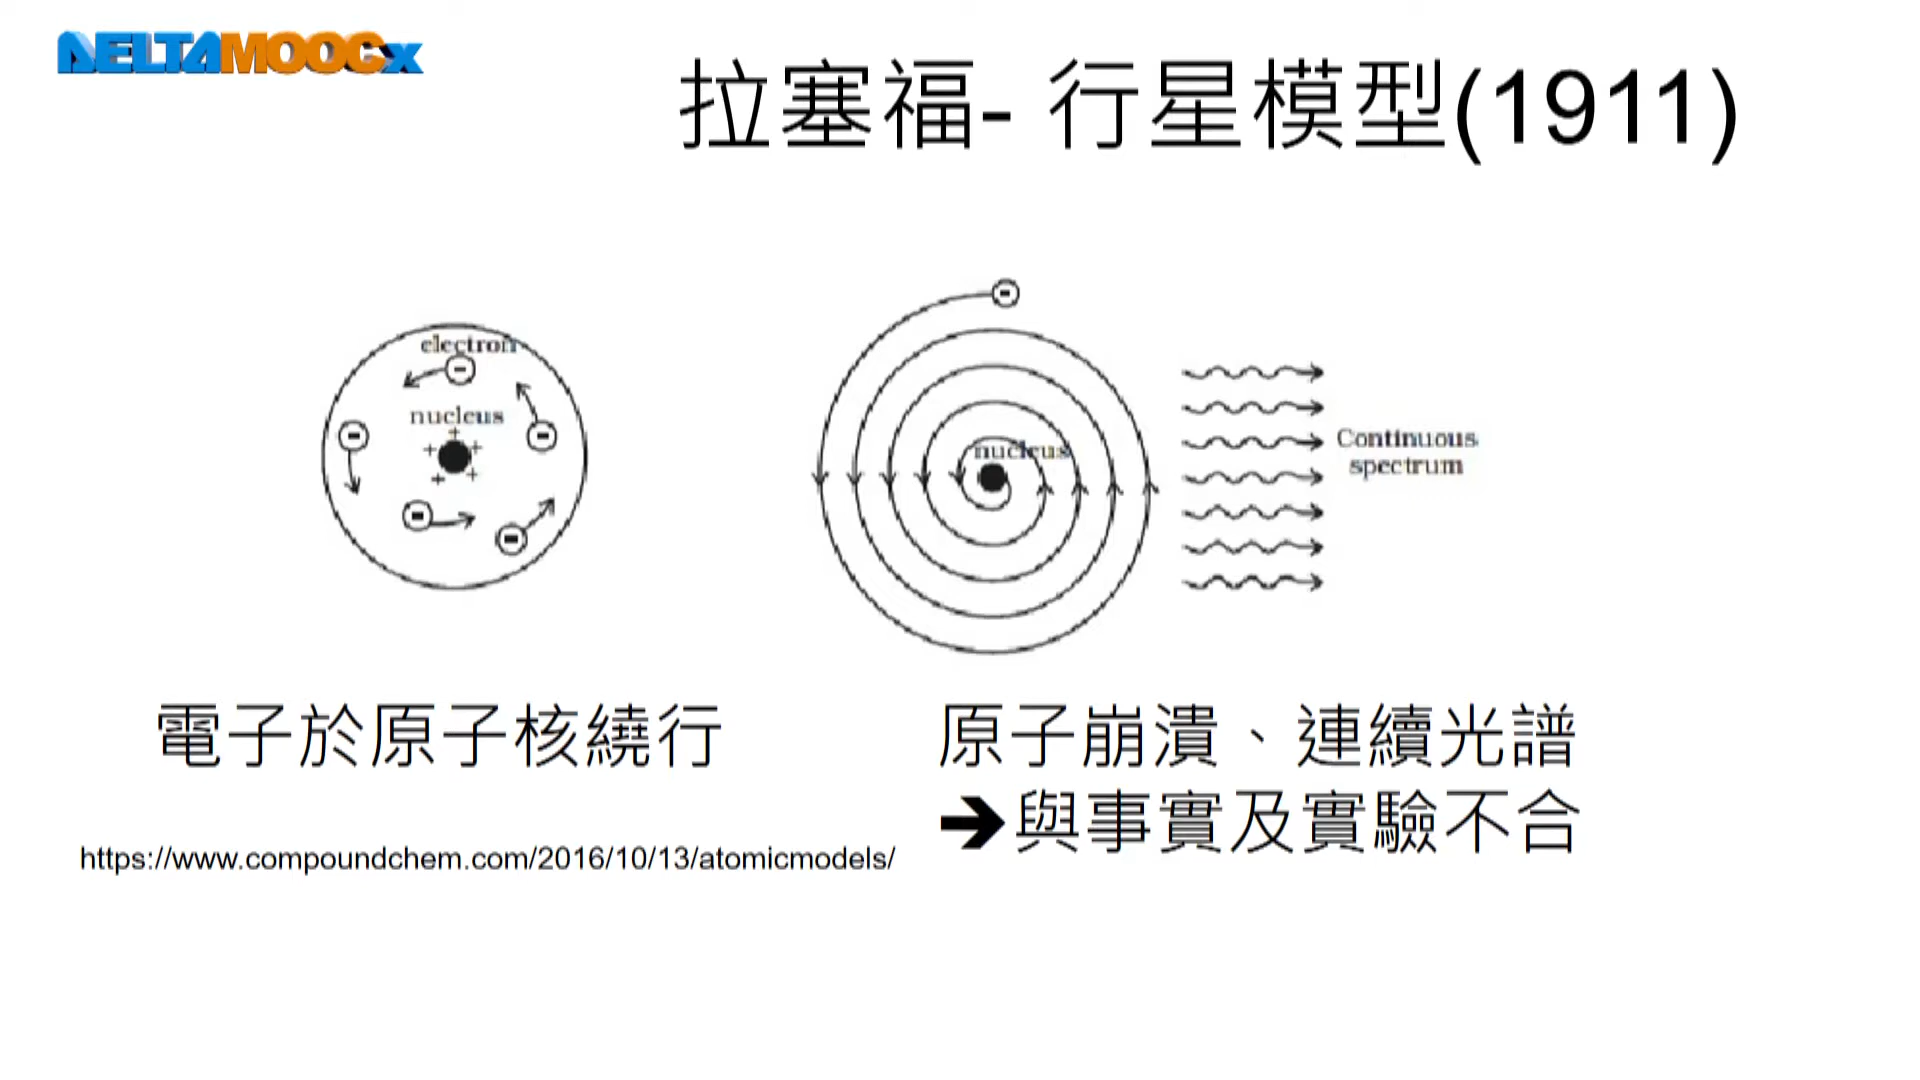 DELTAMOOCx
拉塞福- 行星模型(1911)
electron
nucleus
nucleus
Continuous
spectrum
電子於原子核繞行
原子崩潰、連續光譜
➔與事實及實驗不合
https://www.compoundchem.com/2016/10/13/atomicmodels/